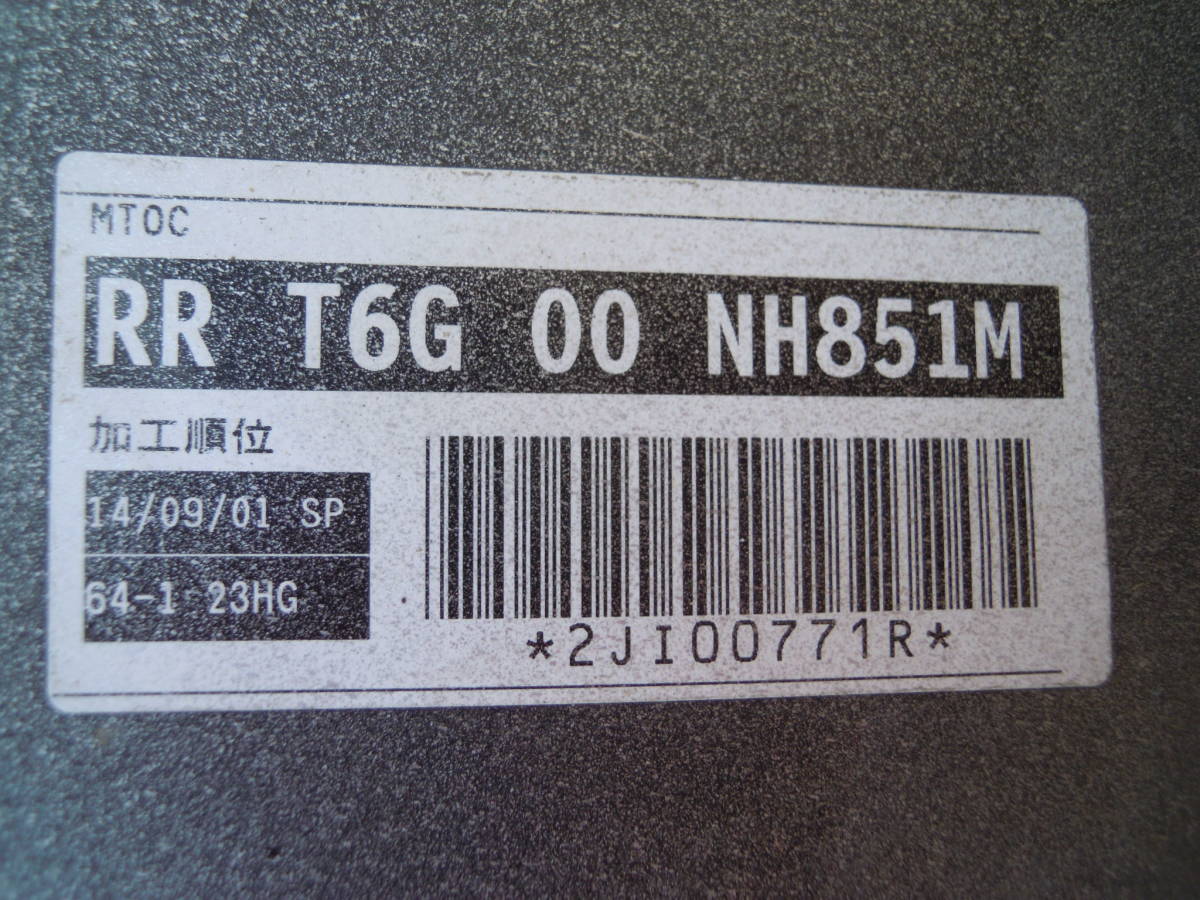 MTOC
RR T6G 00 NH851M
加工順位
14/09/01 SP
64-1 23HG
*2JI00771R*